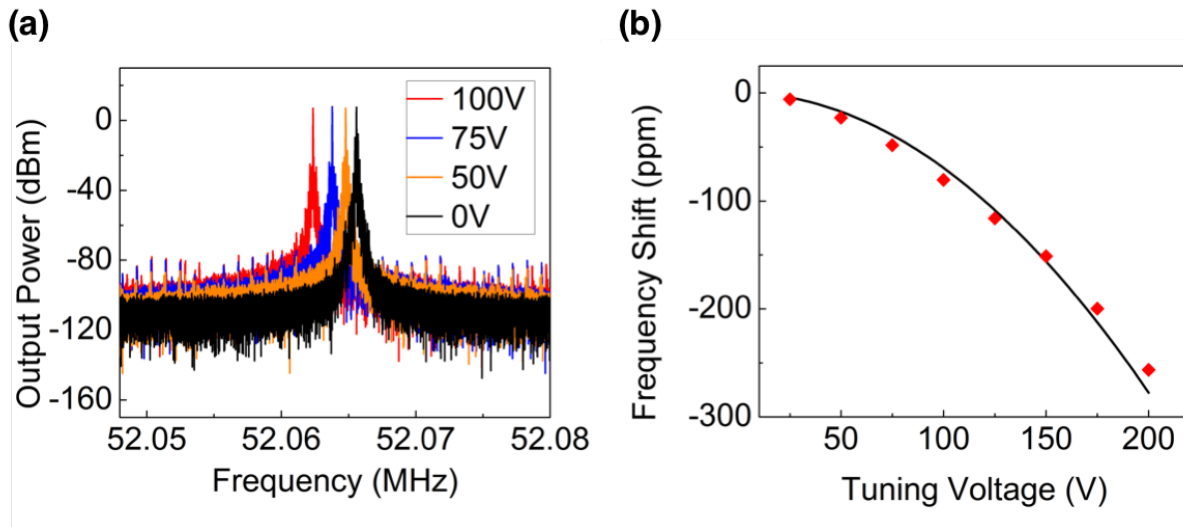 (a)
Output Power (dBm)
0
-40
-80
-120
-160
100V
75V
50V
0V
52.05 52.06 52.07 52.08
Frequency (MHz)
(b)
Frequency Shift (ppm)
0
-100
-200
-300
50 100 150 200
Tuning Voltage (V)